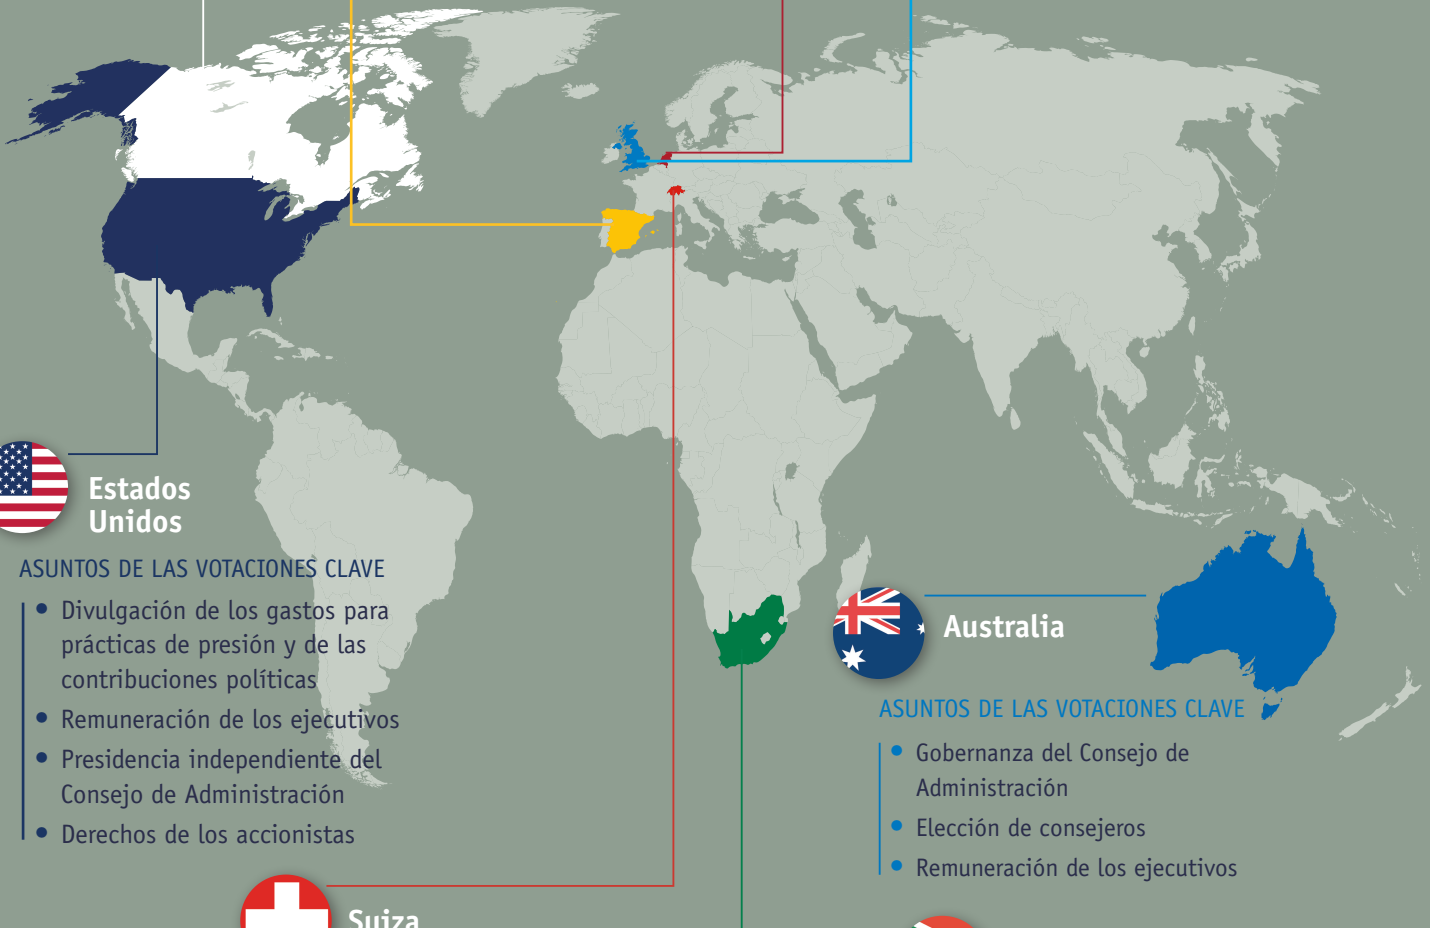 Estados
Unidos
ASUNTOS DE LAS VOTACIONES CLAVE
• Divulgación de los gastos para
prácticas de presión y de las
contribuciones políticas
• Remuneración de los ejecutivos
• Presidencia independiente del
Consejo de Administración
• Derechos de los accionistas
Australia
ASUNTOS DE LAS VOTACIONES CLAVE
• Gobernanza del Consejo de
Administración
• Elección de consejeros
• Remuneración de los ejecutivos
Suiza